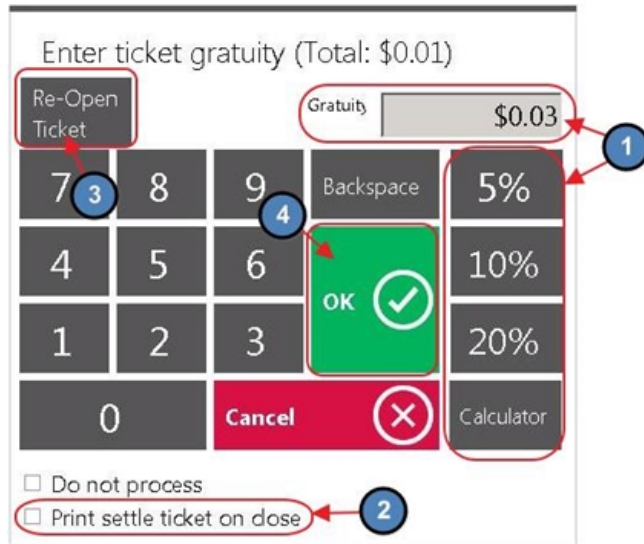 Enter ticket gratuity (Total: $0.01)
Re-Open
Ticket
Gratuity
$0.03
1
7
8
9
Backspace
5%
3
4
4
5
6
OK
10%
1
2
3
20%
0
Cancel
Calculator
Do not process
Print settle ticket on close
2